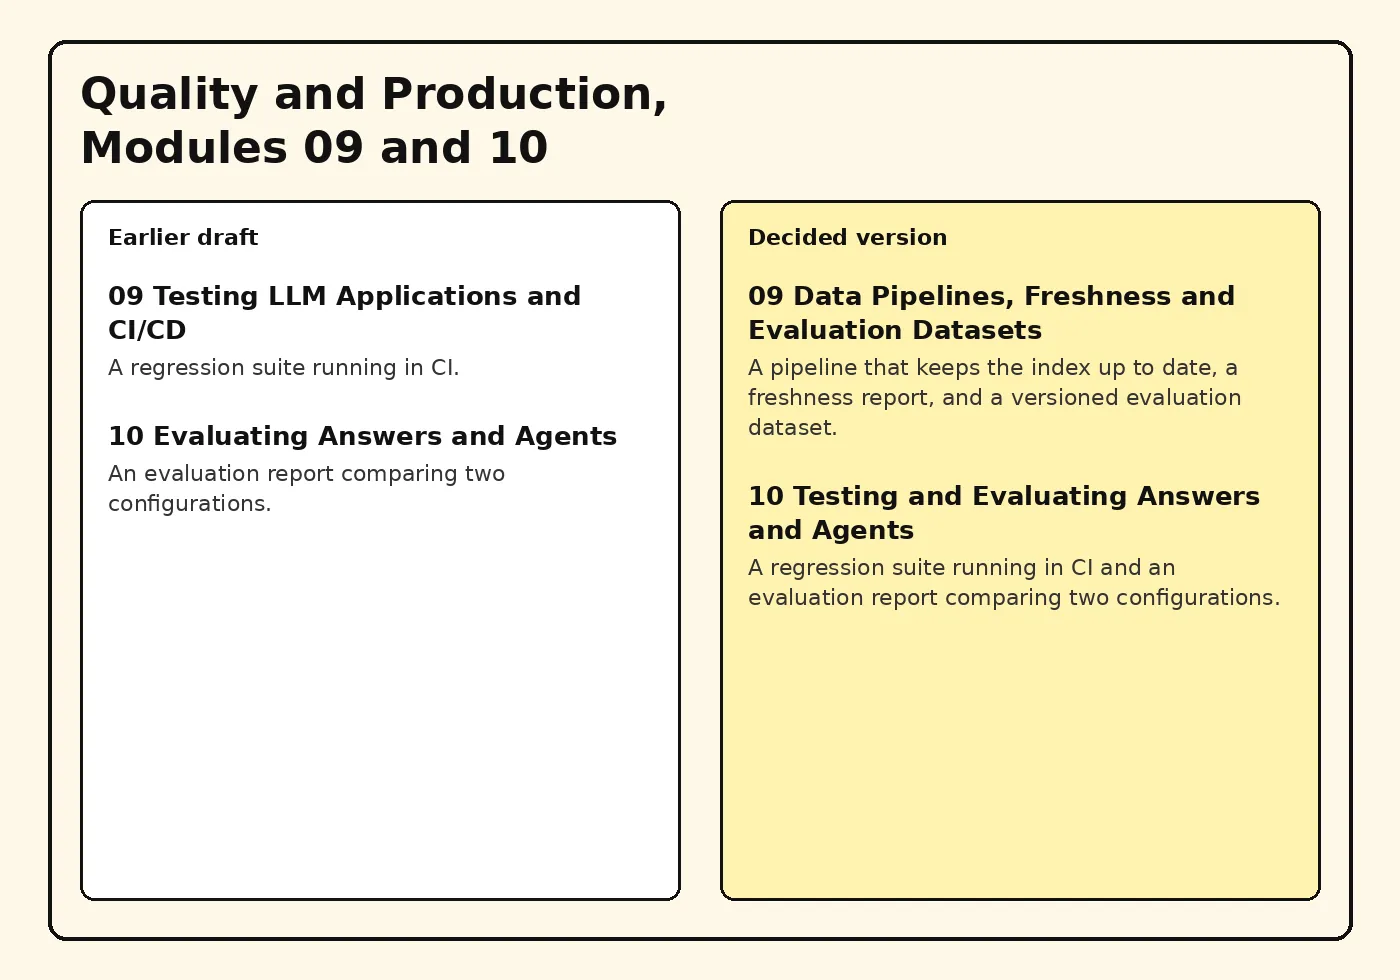 Quality and Production,
Modules 09 and 10
Earlier draft
09 Testing LLM Applications and
CI/CD
A regression suite running in CI.
10 Evaluating Answers and Agents
An evaluation report comparing two
configurations.
Decided version
09 Data Pipelines, Freshness and
Evaluation Datasets
A pipeline that keeps the index up to date, a
freshness report, and a versioned evaluation
dataset.
10 Testing and Evaluating Answers
and Agents
A regression suite running in CI and an
evaluation report comparing two configurations.